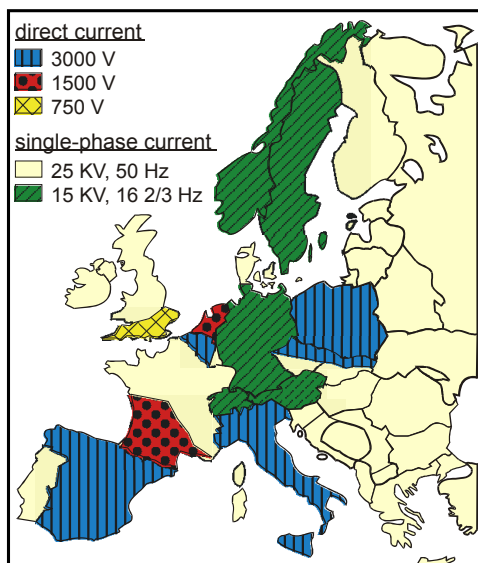 direct current
3000 V
1500 V
750 V
single-phase current
25 KV, 50 Hz
15 KV, 16 2/3 Hz